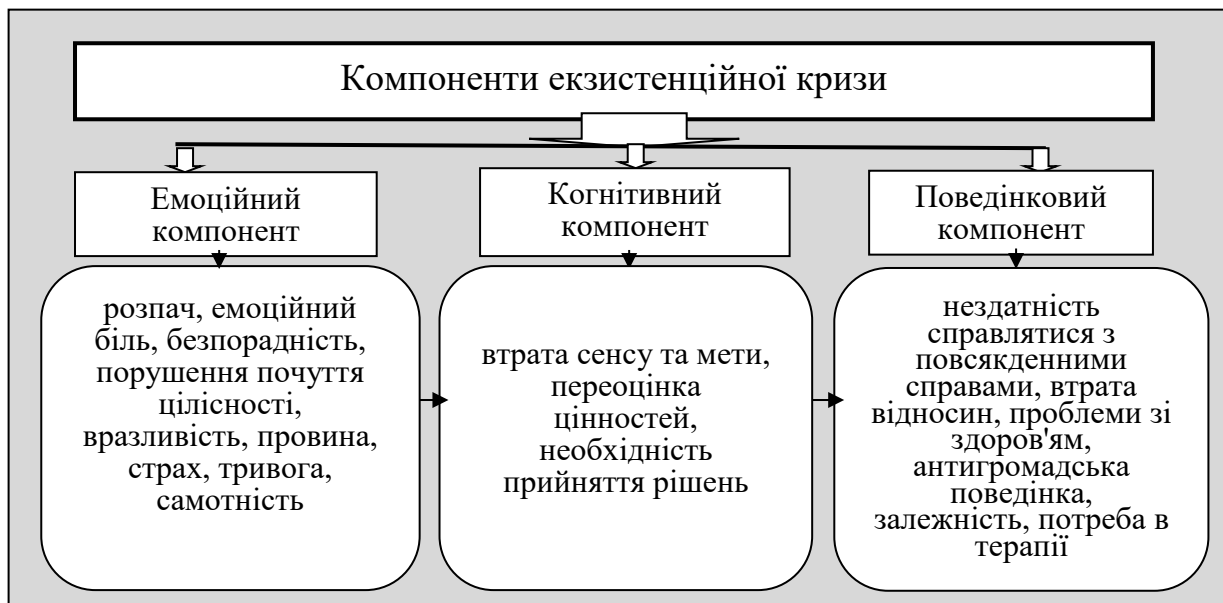 Компоненти екзистенційної кризи
Емоційний
компонент
Когнітивний
компонент
Поведінковий
компонент
розпач, емоційний
біль, безпорадність,
порушення почуття
цілісності,
вразливість, провина,
страх, тривога,
самотність
втрата сенсу та мети,
переоцінка
цінностей,
необхідність
прийняття рішень
нездатність
справлятися з
повсякденними
справами, втрата
відносин, проблеми зі
здоров'ям,
антигромадська
поведінка,
залежність, потреба в
терапії